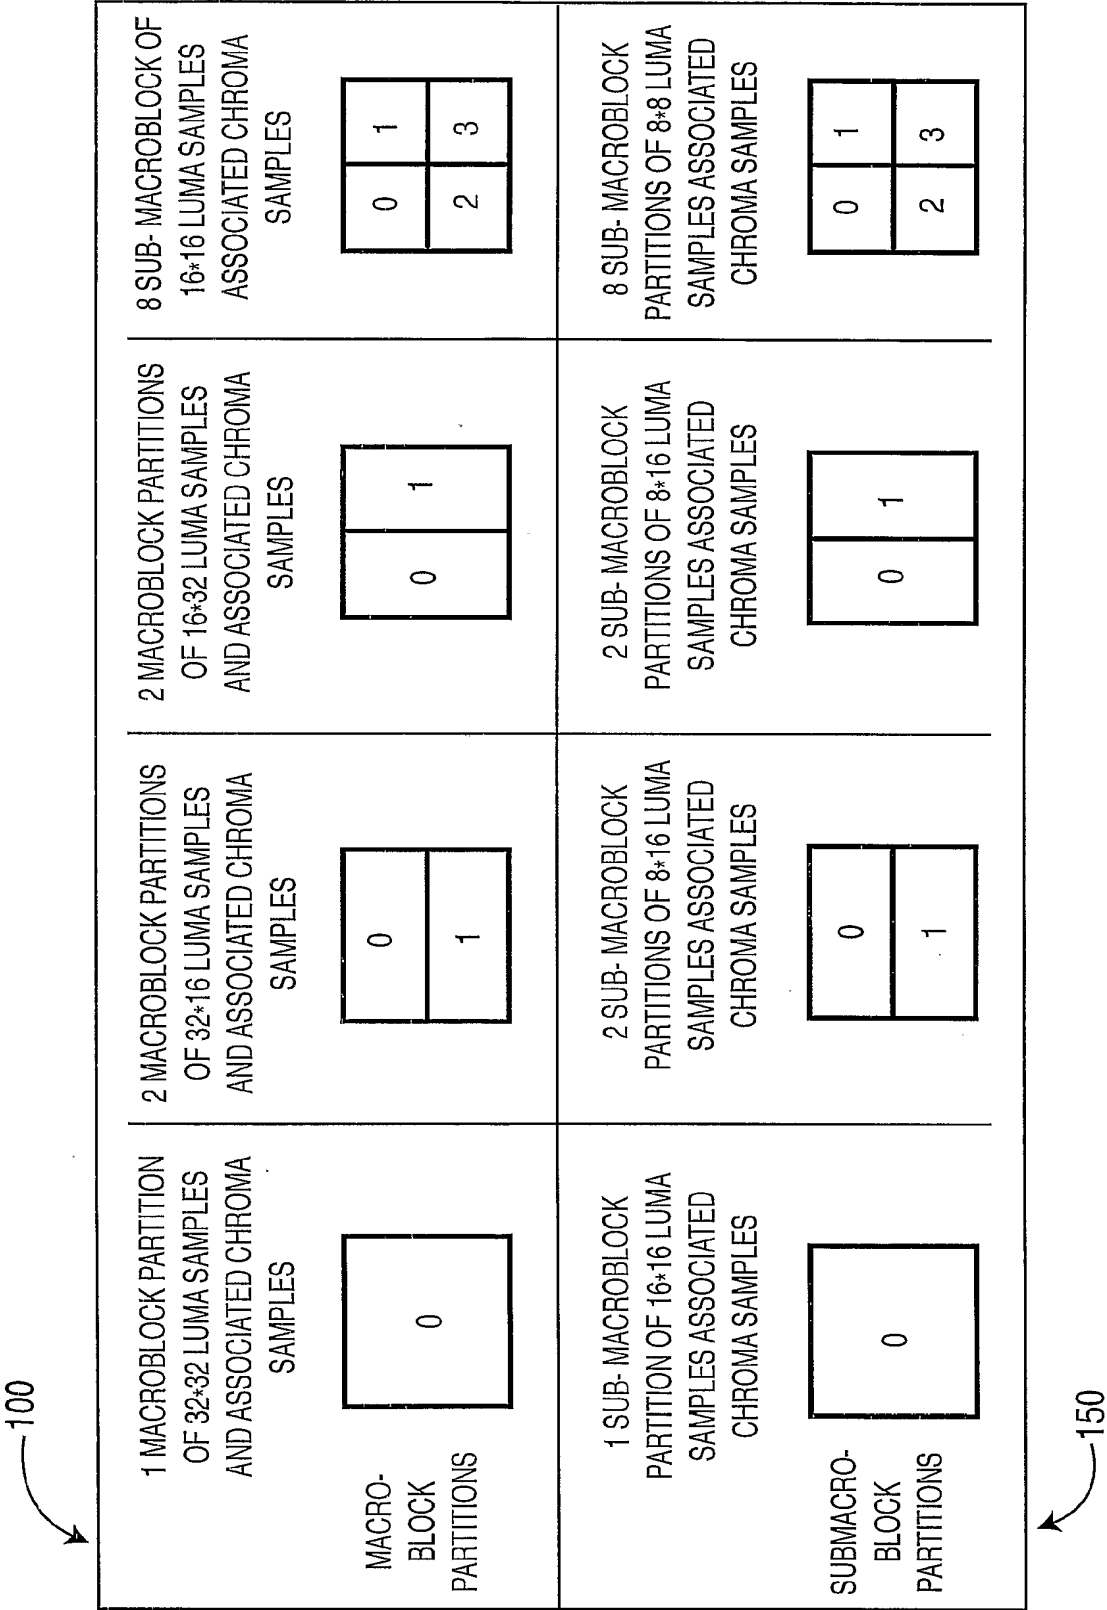 100
MACRO-
BLOCK
PARTITIONS
1 MACROBLOCK PARTITION
OF 32*32 LUMA SAMPLES
AND ASSOCIATED CHROMA
SAMPLES
0
2 MACROBLOCK PARTITIONS
OF 32*16 LUMA SAMPLES
AND ASSOCIATED CHROMA
SAMPLES
0
1
2 MACROBLOCK PARTITIONS
OF 16*32 LUMA SAMPLES
AND ASSOCIATED CHROMA
SAMPLES
0 1
8 SUB- MACROBLOCK OF
16*16 LUMA SAMPLES
ASSOCIATED CHROMA
SAMPLES
0 1
2 3
SUBMACRO-
BLOCK
PARTITIONS
1 SUB- MACROBLOCK
PARTITION OF 16*16 LUMA
SAMPLES ASSOCIATED
CHROMA SAMPLES
0
2 SUB- MACROBLOCK
PARTITIONS OF 8*16 LUMA
SAMPLES ASSOCIATED
CHROMA SAMPLES
0
1
2 SUB- MACROBLOCK
PARTITIONS OF 8*16 LUMA
SAMPLES ASSOCIATED
CHROMA SAMPLES
0 1
8 SUB- MACROBLOCK
PARTITIONS OF 8*8 LUMA
SAMPLES ASSOCIATED
CHROMA SAMPLES
0 1
2 3
150